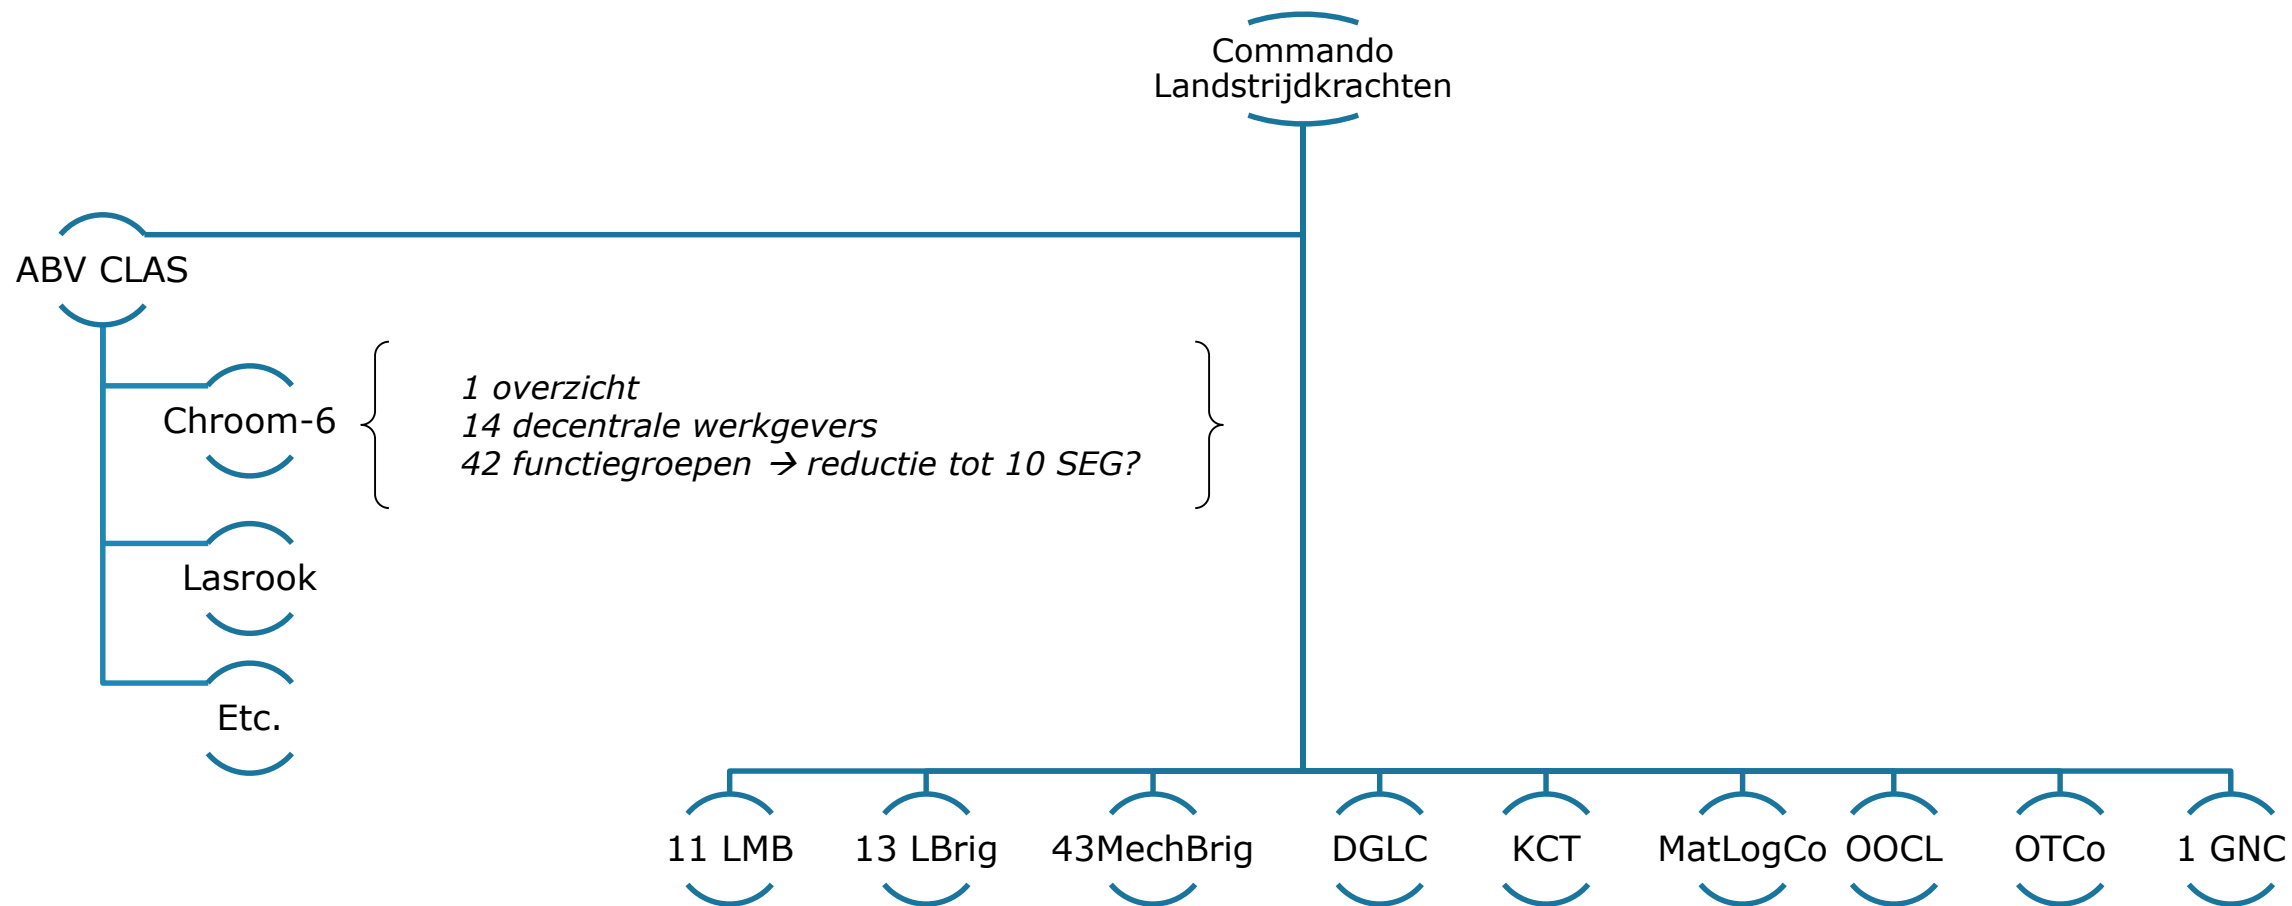 Commando
Landstrijdkrachten
ABV CLAS
1 overzicht
Chroom-6
14 decentrale werkgevers
42 functiegroepen → reductie tot 10 SEG?
Lasrook
Etc.
11 LMB
13 LBrig
43MechBrig
DGLC
KCT
MatLogCo
OOCL
OTCo
1 GNC